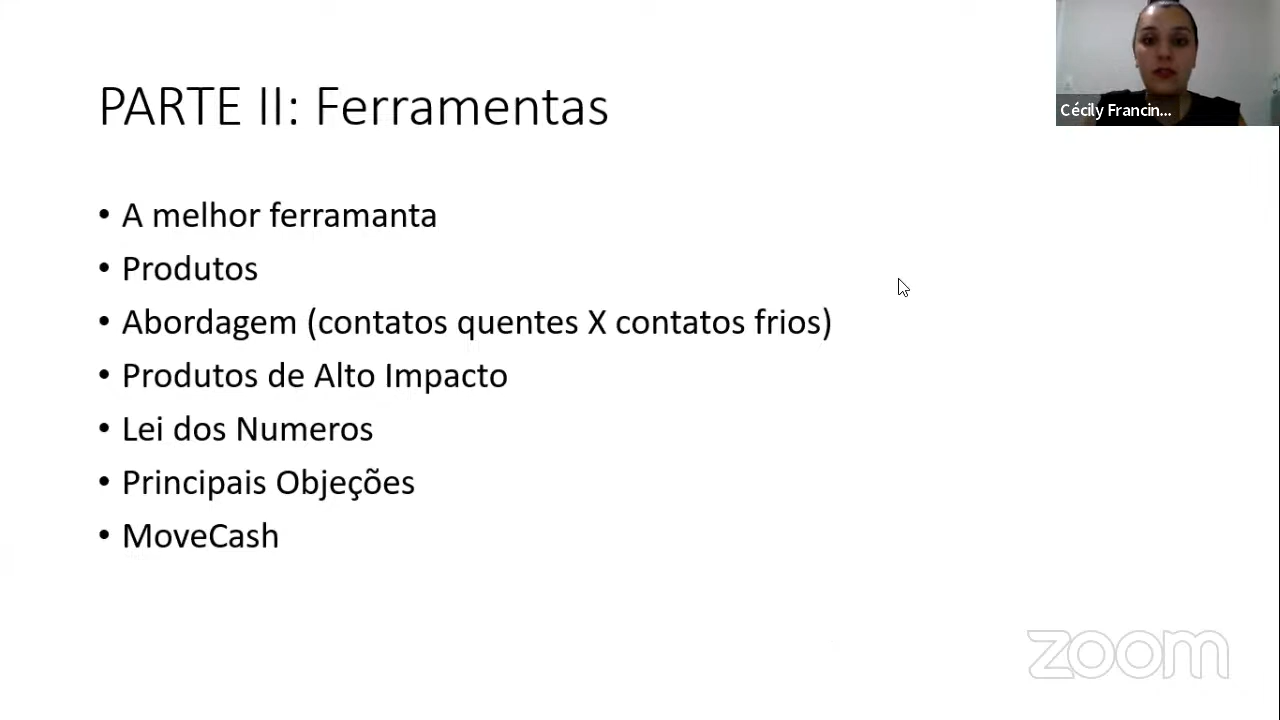 PARTE II: Ferramentas
Cécily Francin...
• A melhor ferramanta
• Produtos
• Abordagem (contatos quentes X contatos frios)
• Produtos de Alto Impacto
• Lei dos Numeros
• Principais Objeções
• MoveCash
zoom